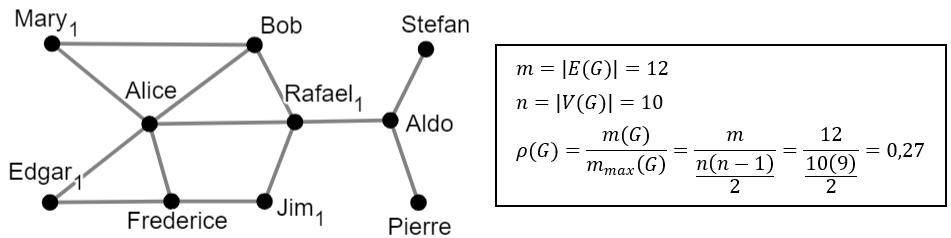 Mary₁
Bob
Stefan
Alice
Rafael₁
Aldo
Edgar₁
Frederice
Jim₁
Pierre
m = |E(G)| = 12
n = |V(G)| = 10
ρ(G) = m(G) / m_max(G) = m / (n(n − 1) / 2) = 12 / (10(9) / 2) = 0,27